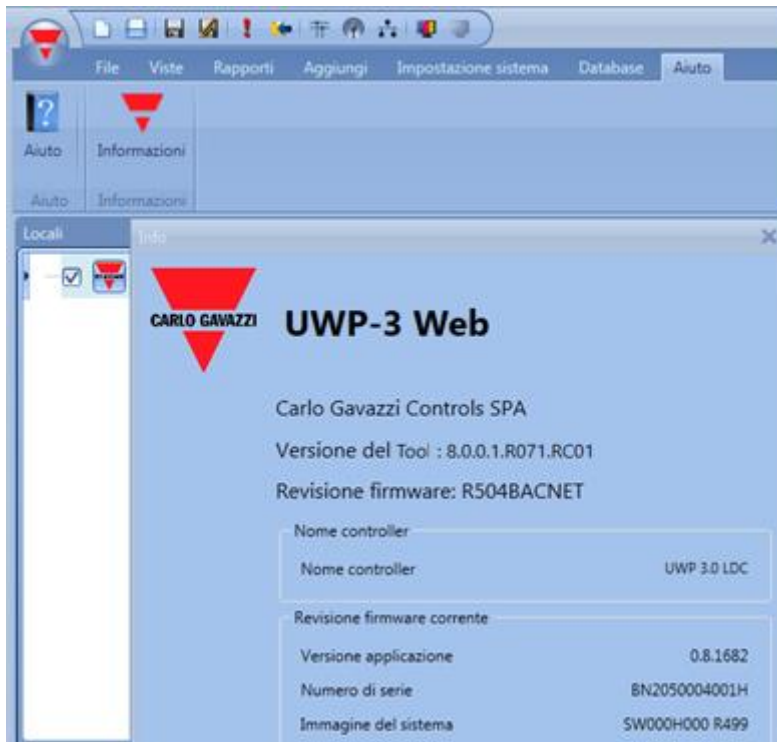 File Viste Rapporti Aggiungi Impostazione sistema Database Aiuto
?
Aiuto Informazioni
Aiuto Informazioni
Locali
Info
CARLO GAVAZZI
UWP-3 Web
Carlo Gavazzi Controls SPA
Versione del Tool : 8.0.0.1.R071.RC01
Revisione firmware: R504BACNET
Nome controller
Nome controller UWP 3.0 LDC
Revisione firmware corrente
Versione applicazione 0.8.1682
Numero di serie BN2050004001H
Immagine del sistema SW000H000 R499